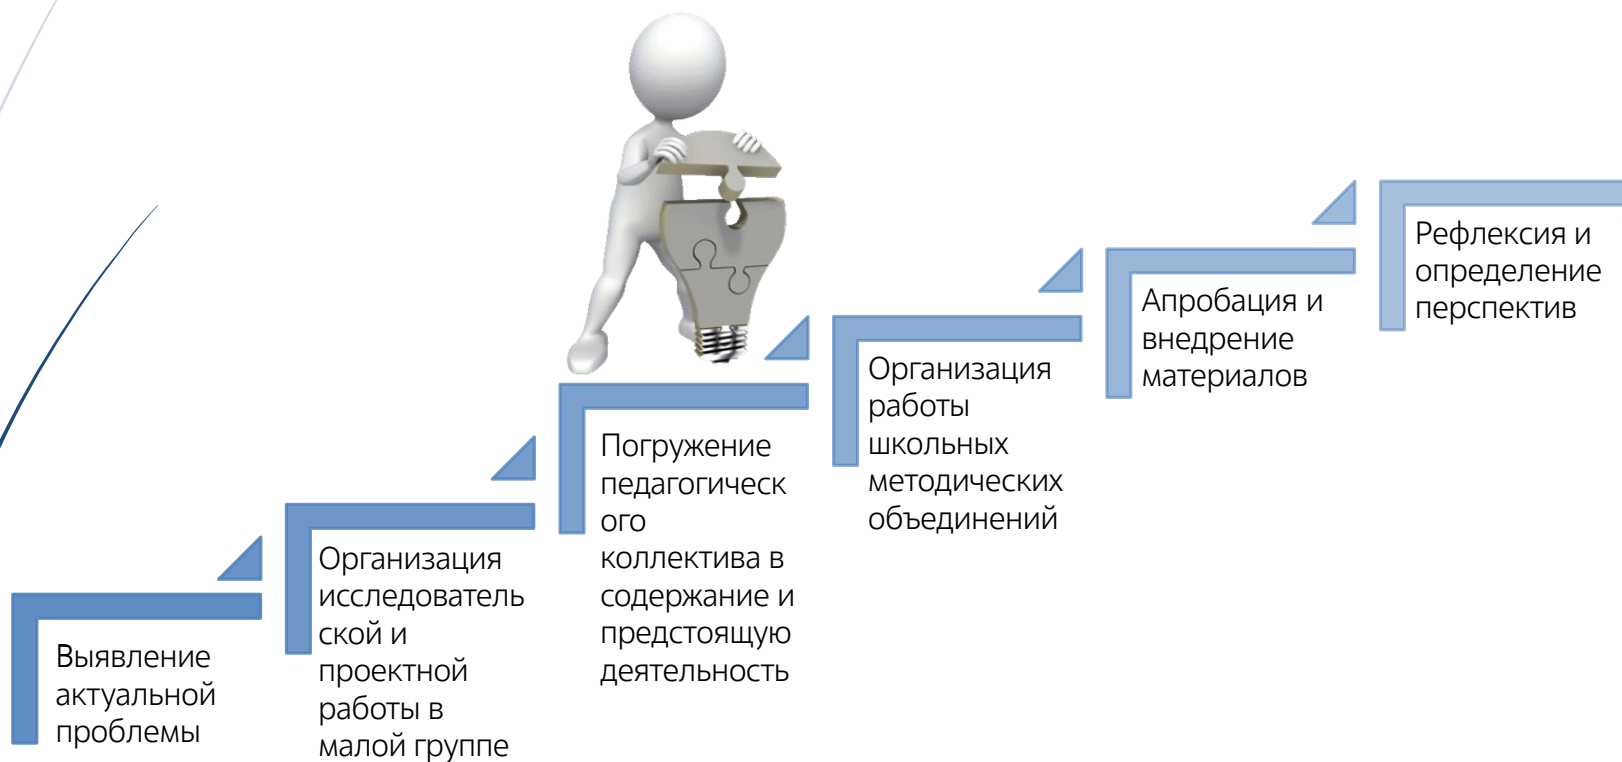 Выявление
актуальной
проблемы
Организация
исследователь
ской и
проектной
работы в
малой группе
Погружение
педагогическ
ого
коллектива в
содержание и
предстоящую
деятельность
Организация
работы
школьных
методических
объединений
Апробация и
внедрение
материалов
Рефлексия и
определение
перспектив